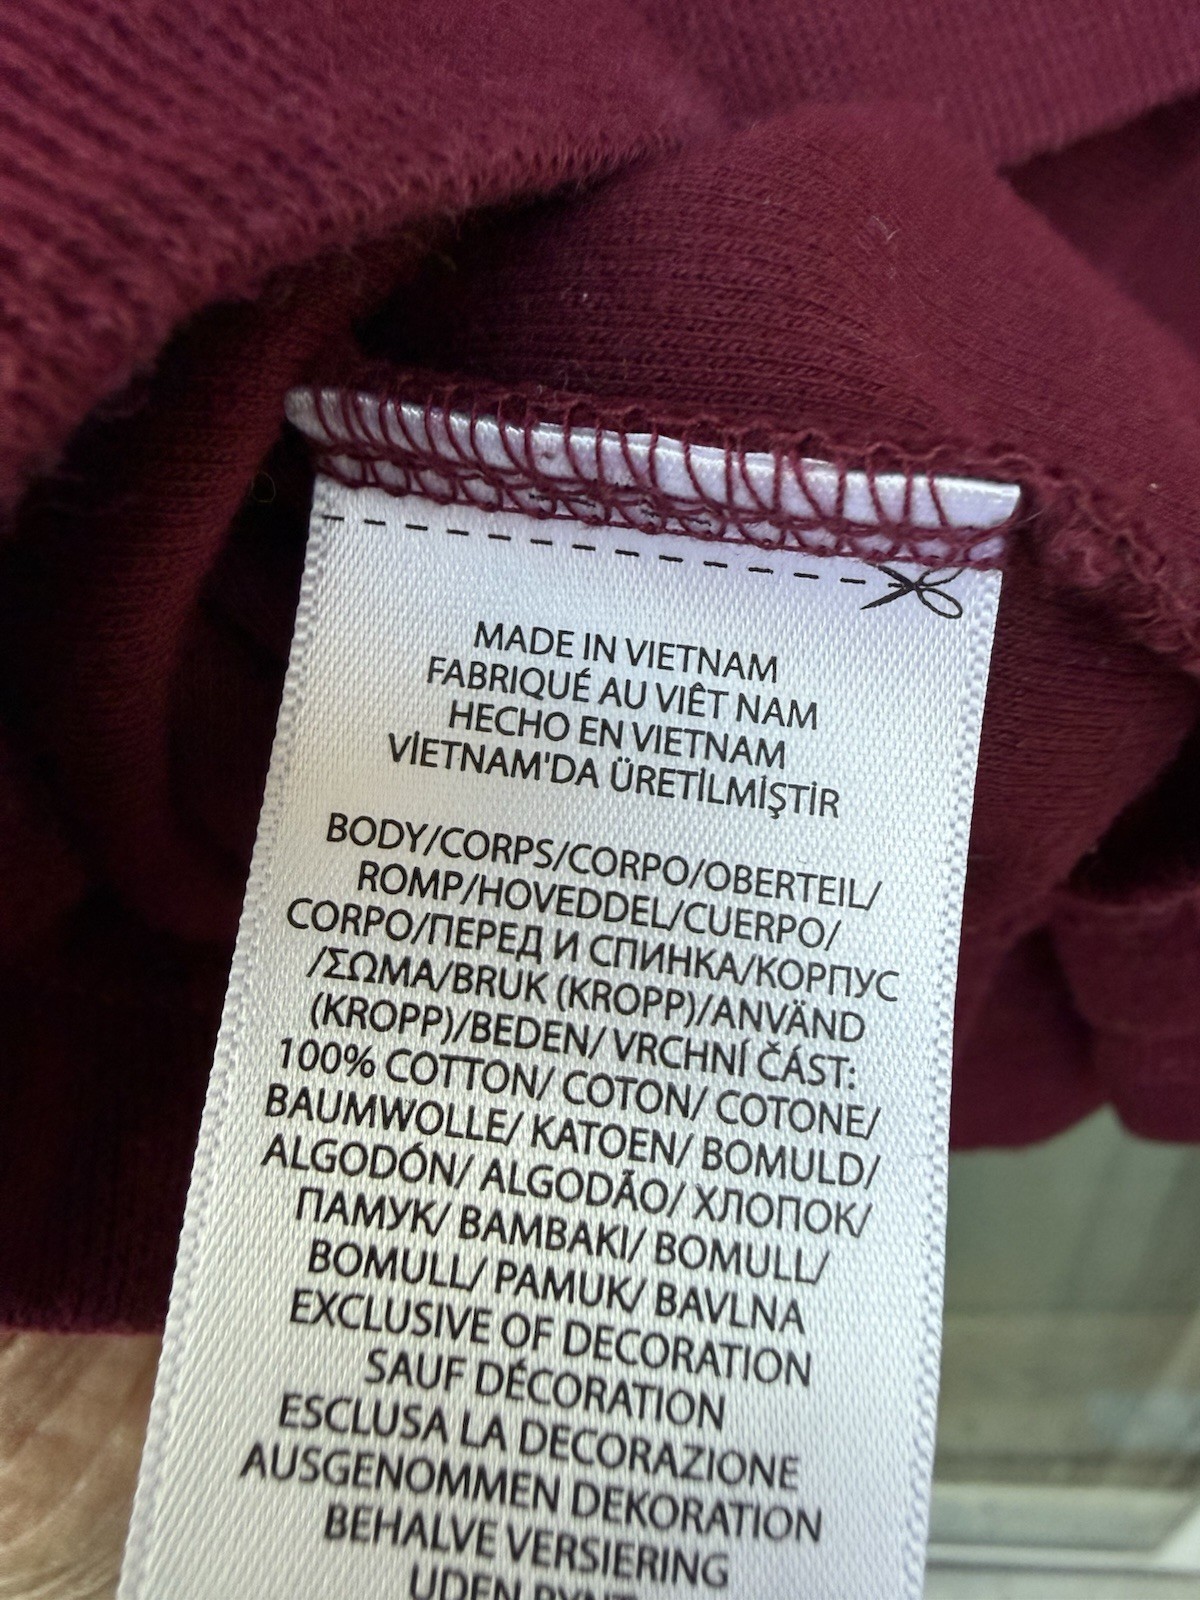 MADE IN VIETNAM
FABRIQUÉ AU VIÊT NAM
HECHO EN VIETNAM
VİETNAM'DA ÜRETİLMİŞTİR
BODY/CORPS/CORPO/OBERTEIL/
ROMP/HOVEDDEL/CUERPO/
CORPO/ПЕРЕД И СПИНКА/КОРПУС
/ΣΩΜΑ/BRUK (KROPP)/ANVÄND
(KROPP)/BEDEN/ VRCHNÍ ČÁST:
100% COTTON/ COTON/ COTONE/
BAUMWOLLE/ KATOEN/ BOMULD/
ALGODÓN/ ALGODÃO/ ХЛОПОК/
ПАМУК/ BAMBAKI/ BOMULL/
BOMULL/ PAMUK/ BAVLNA
EXCLUSIVE OF DECORATION
SAUF DÉCORATION
ESCLUSA LA DECORAZIONE
AUSGENOMMEN DEKORATION
BEHALVE VERSIERING
UDEN PYNT